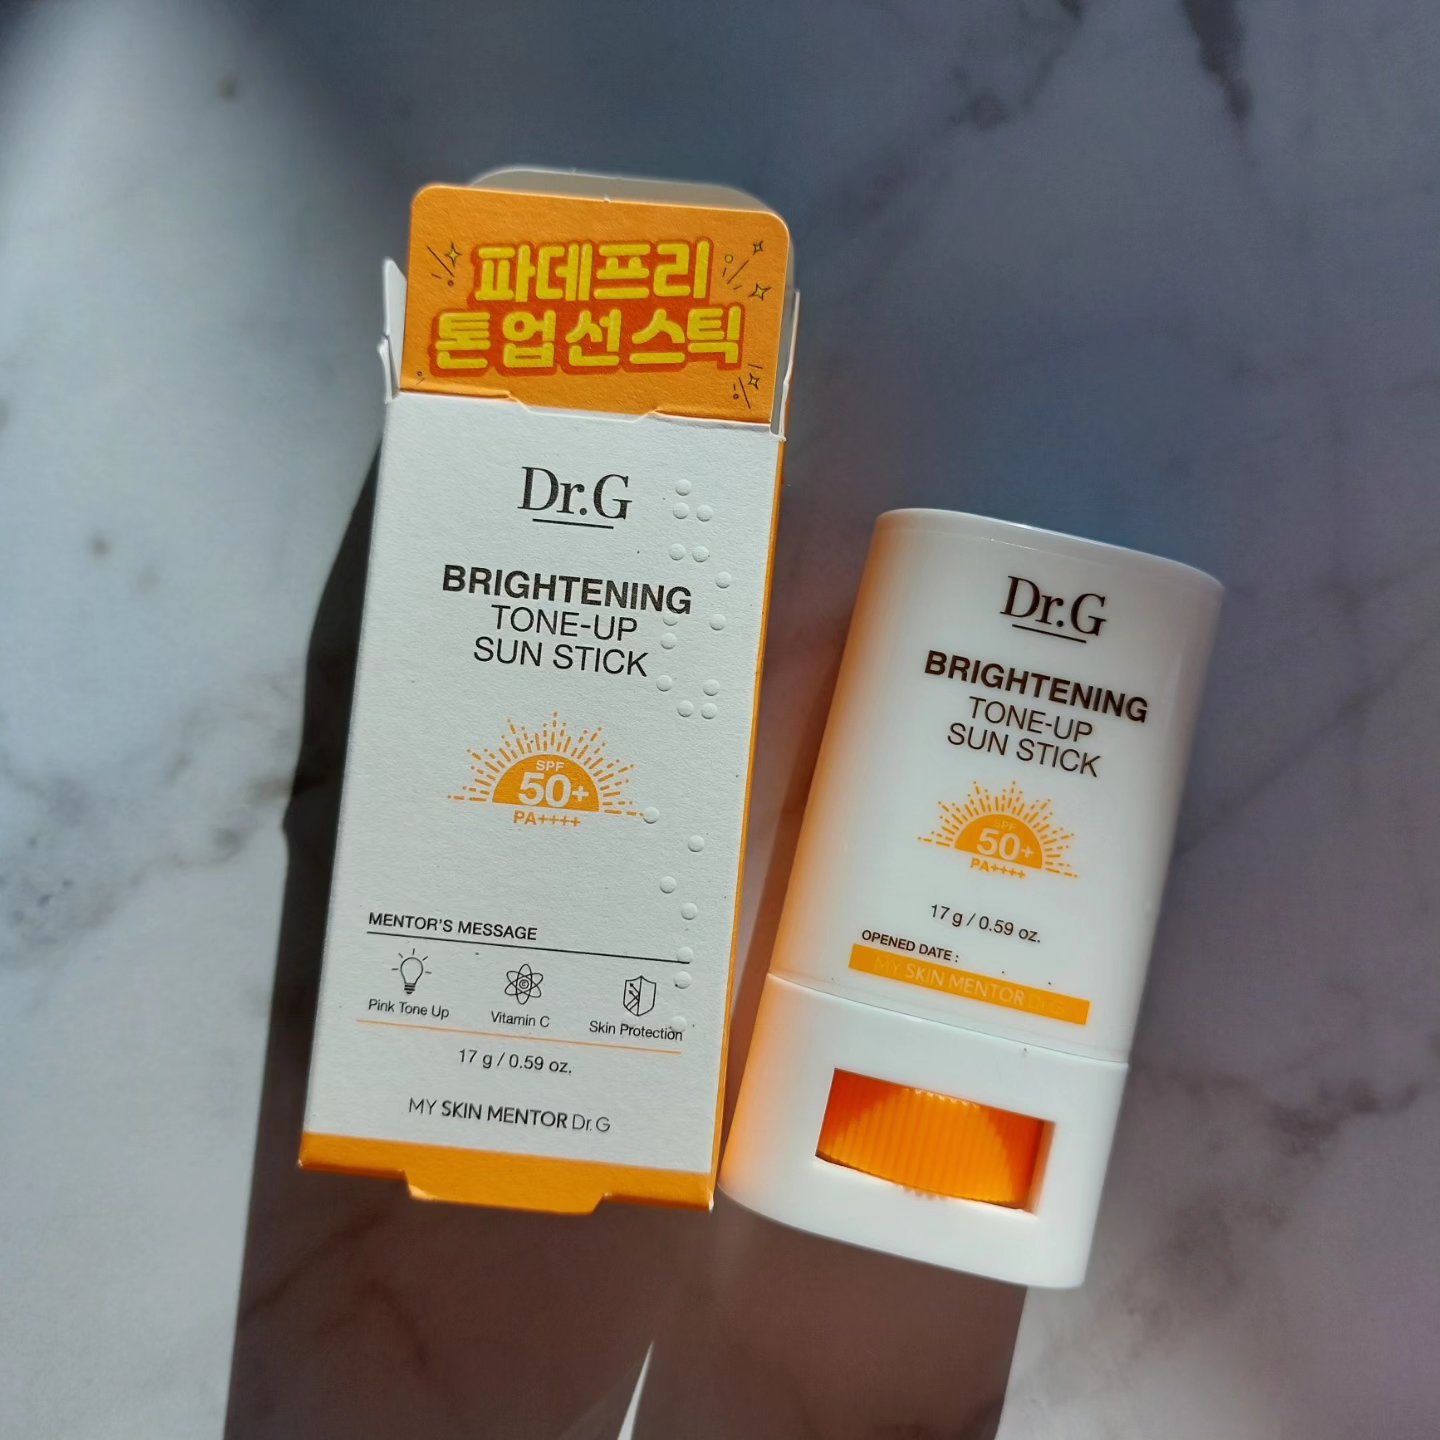 파데프리
톤업선스틱
Dr.G
BRIGHTENING
TONE-UP
SUN STICK
SPF
50+
PA++++
MENTOR'S MESSAGE
Pink Tone Up
Vitamin C
Skin Protection
17 g / 0.59 oz.
MY SKIN MENTOR Dr.G
Dr.G
BRIGHTENING
TONE-UP
SUN STICK
SPF
50+
PA++++
17 g / 0.59 oz.
OPENED DATE :
MY SKIN MENTOR Dr.G